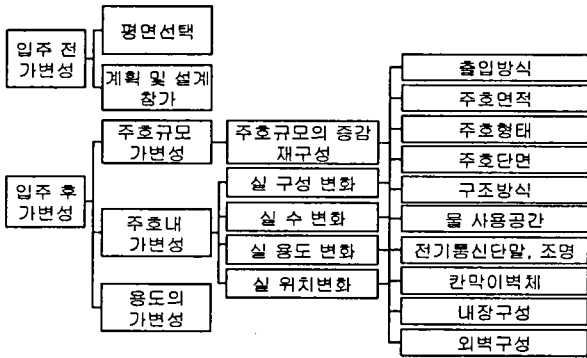 입주 전
가변성
평면선택
계획 및 설계
참가
입주 후
가변성
주호규모
가변성
주호내
가변성
용도의
가변성
주호규모의 증감
재구성
실 구성 변화
실 수 변화
실 용도 변화
실 위치변화
출입방식
주호면적
주호형태
주호단면
구조방식
물 사용공간
전기통신단말, 조명
칸막이벽체
내장구성
외벽구성